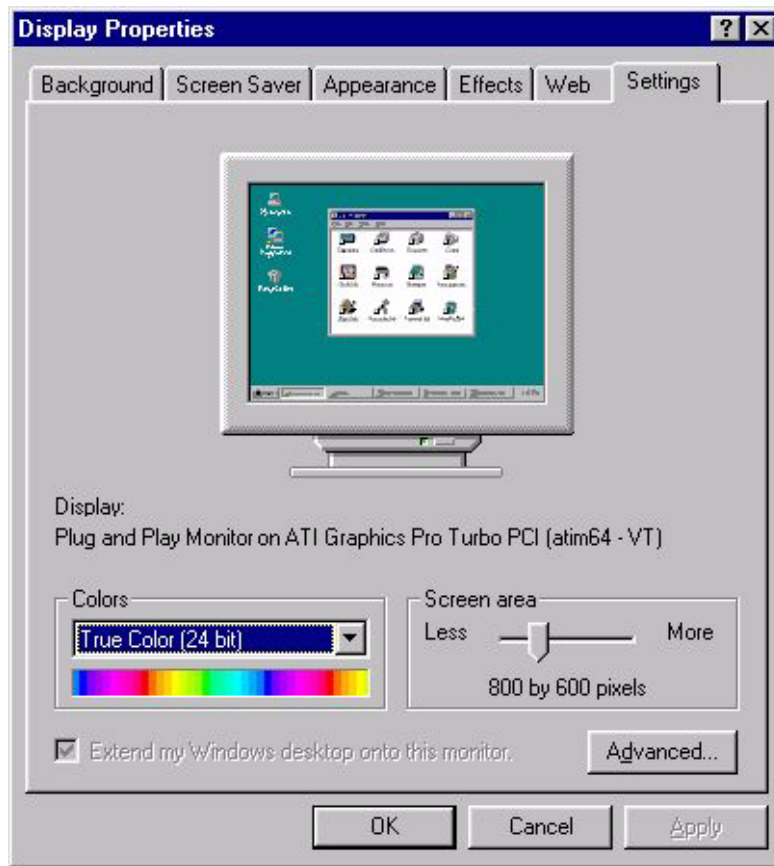 Display Properties
Background Screen Saver Appearance Effects Web Settings
Display:
Plug and Play Monitor on ATI Graphics Pro Turbo PCI (atim64 - VT)
Colors
True Color (24 bit)
Screen area
Less More
800 by 600 pixels
Extend my Windows desktop onto this monitor.
Advanced...
OK Cancel Apply